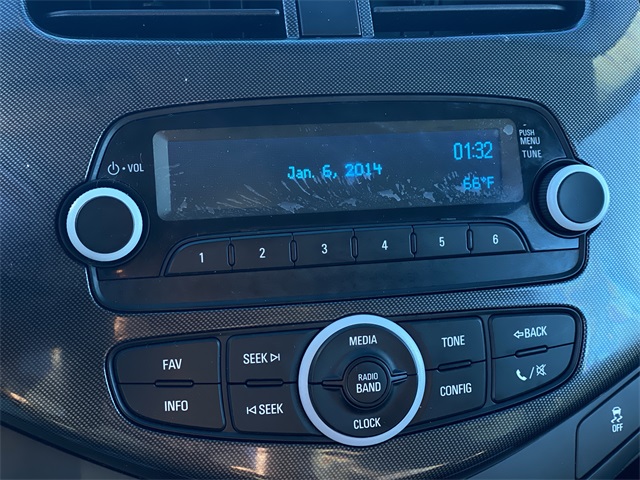 PUSH
MENU
TUNE
VOL
01:32
Jan. 6, 2014
66°F
1 2 3 4 5 6
FAV
INFO
SEEK
SEEK
MEDIA
RADIO
BAND
CLOCK
TONE
CONFIG
BACK
/
OFF